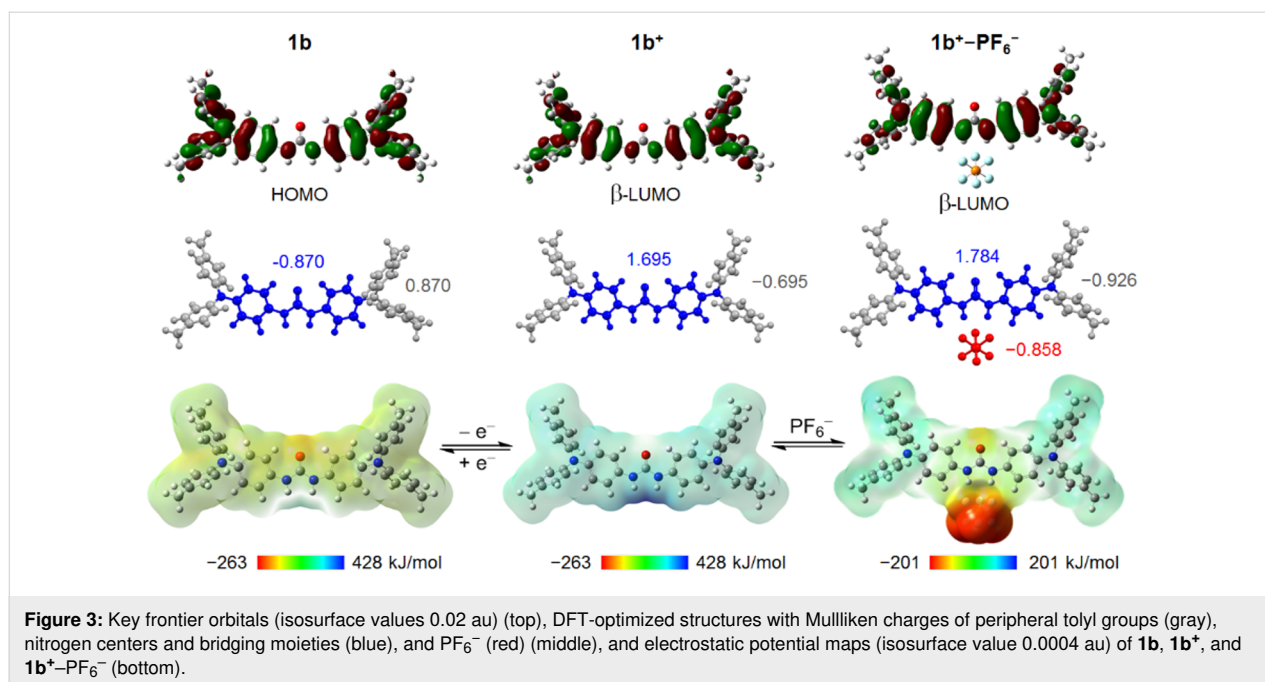 1b 1b⁺ 1b⁺−PF₆⁻
HOMO β-LUMO β-LUMO
-0.870 0.870 1.695 −0.695 1.784 −0.926
−0.858
− e⁻ PF₆⁻
+ e⁻
−263 428 kJ/mol −263 428 kJ/mol −201 201 kJ/mol
Figure 3: Key frontier orbitals (isosurface values 0.02 au) (top), DFT-optimized structures with Mullliken charges of peripheral tolyl groups (gray),
nitrogen centers and bridging moieties (blue), and PF₆⁻ (red) (middle), and electrostatic potential maps (isosurface value 0.0004 au) of 1b, 1b⁺, and
1b⁺–PF₆⁻ (bottom).